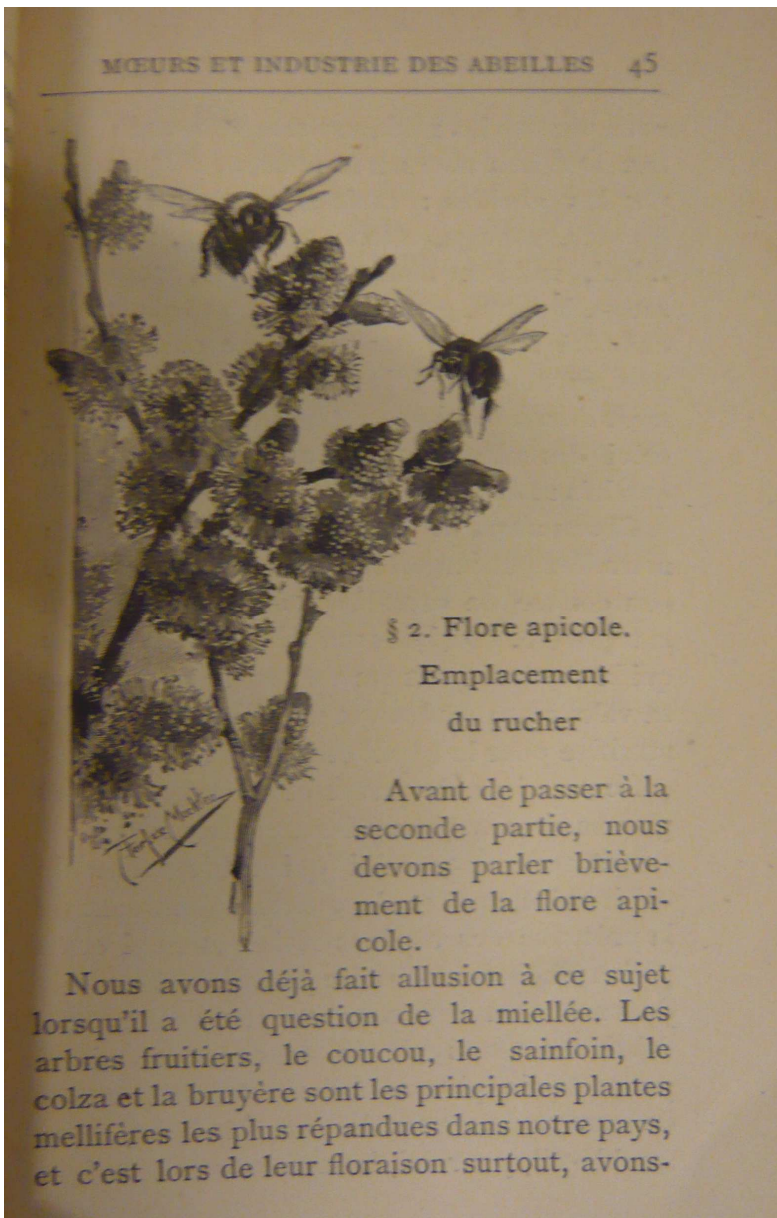 MŒURS ET INDUSTRIE DES ABEILLES 45
§ 2. Flore apicole.
Emplacement
du rucher
Avant de passer à la
seconde partie, nous
devons parler briève-
ment de la flore api-
cole.
Nous avons déjà fait allusion à ce sujet
lorsqu'il a été question de la miellée. Les
arbres fruitiers, le coucou, le sainfoin, le
colza et la bruyère sont les principales plantes
mellifères les plus répandues dans notre pays,
et c'est lors de leur floraison surtout, avons-